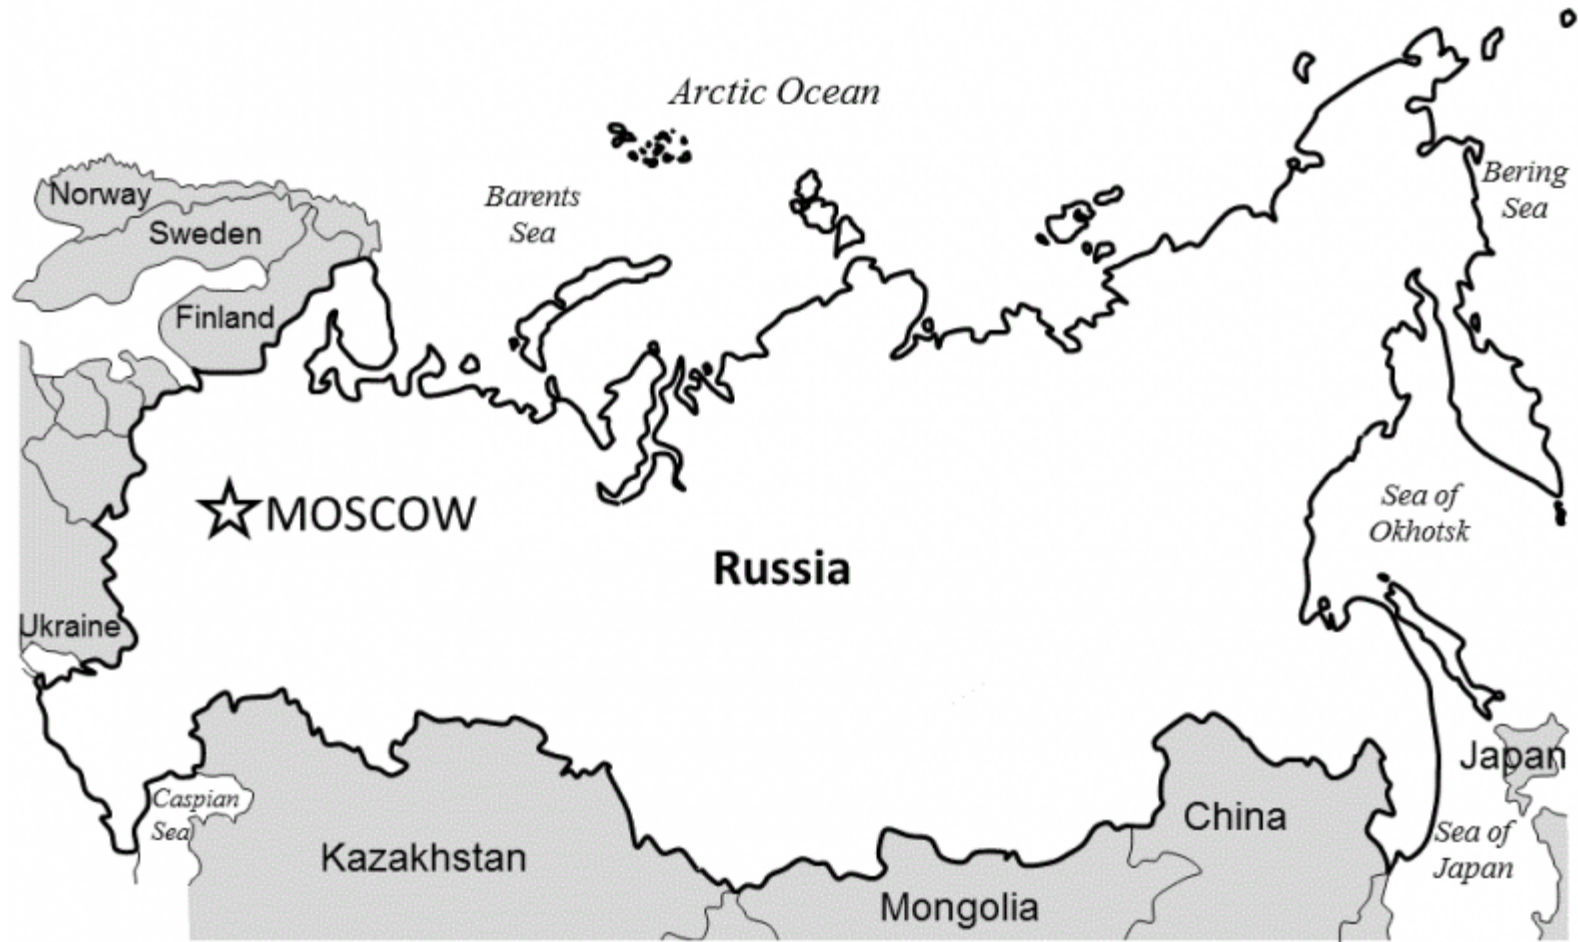 Arctic Ocean
Barents
Sea
Bering
Sea
Norway
Sweden
Finland
MOSCOW
Sea of
Okhotsk
Russia
Ukraine
Japan
Caspian
Sea
China
Sea of
Japan
Kazakhstan
Mongolia